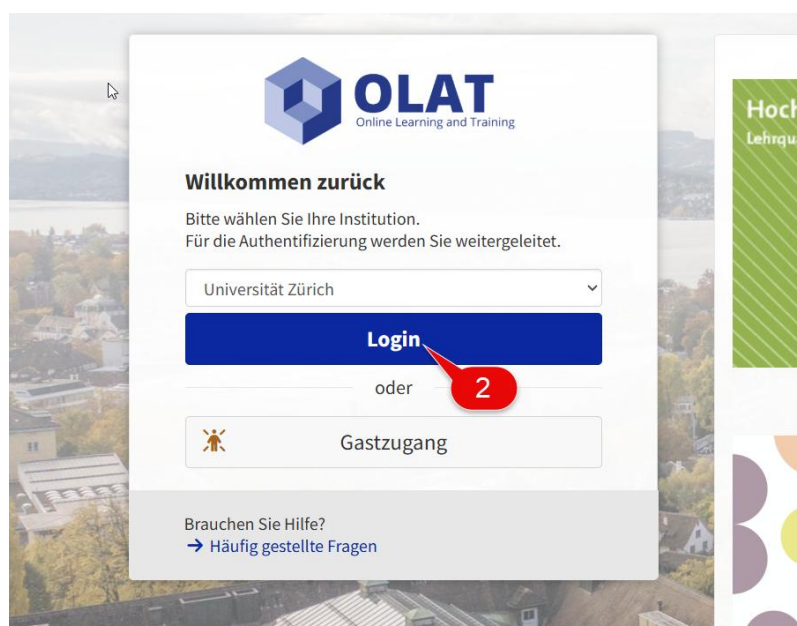 OLAT
Online Learning and Training
Willkommen zurück
Bitte wählen Sie Ihre Institution.
Für die Authentifizierung werden Sie weitergeleitet.
Universität Zürich
Login
2
oder
Gastzugang
Brauchen Sie Hilfe?
→ Häufig gestellte Fragen
Hoch
Lehrqu